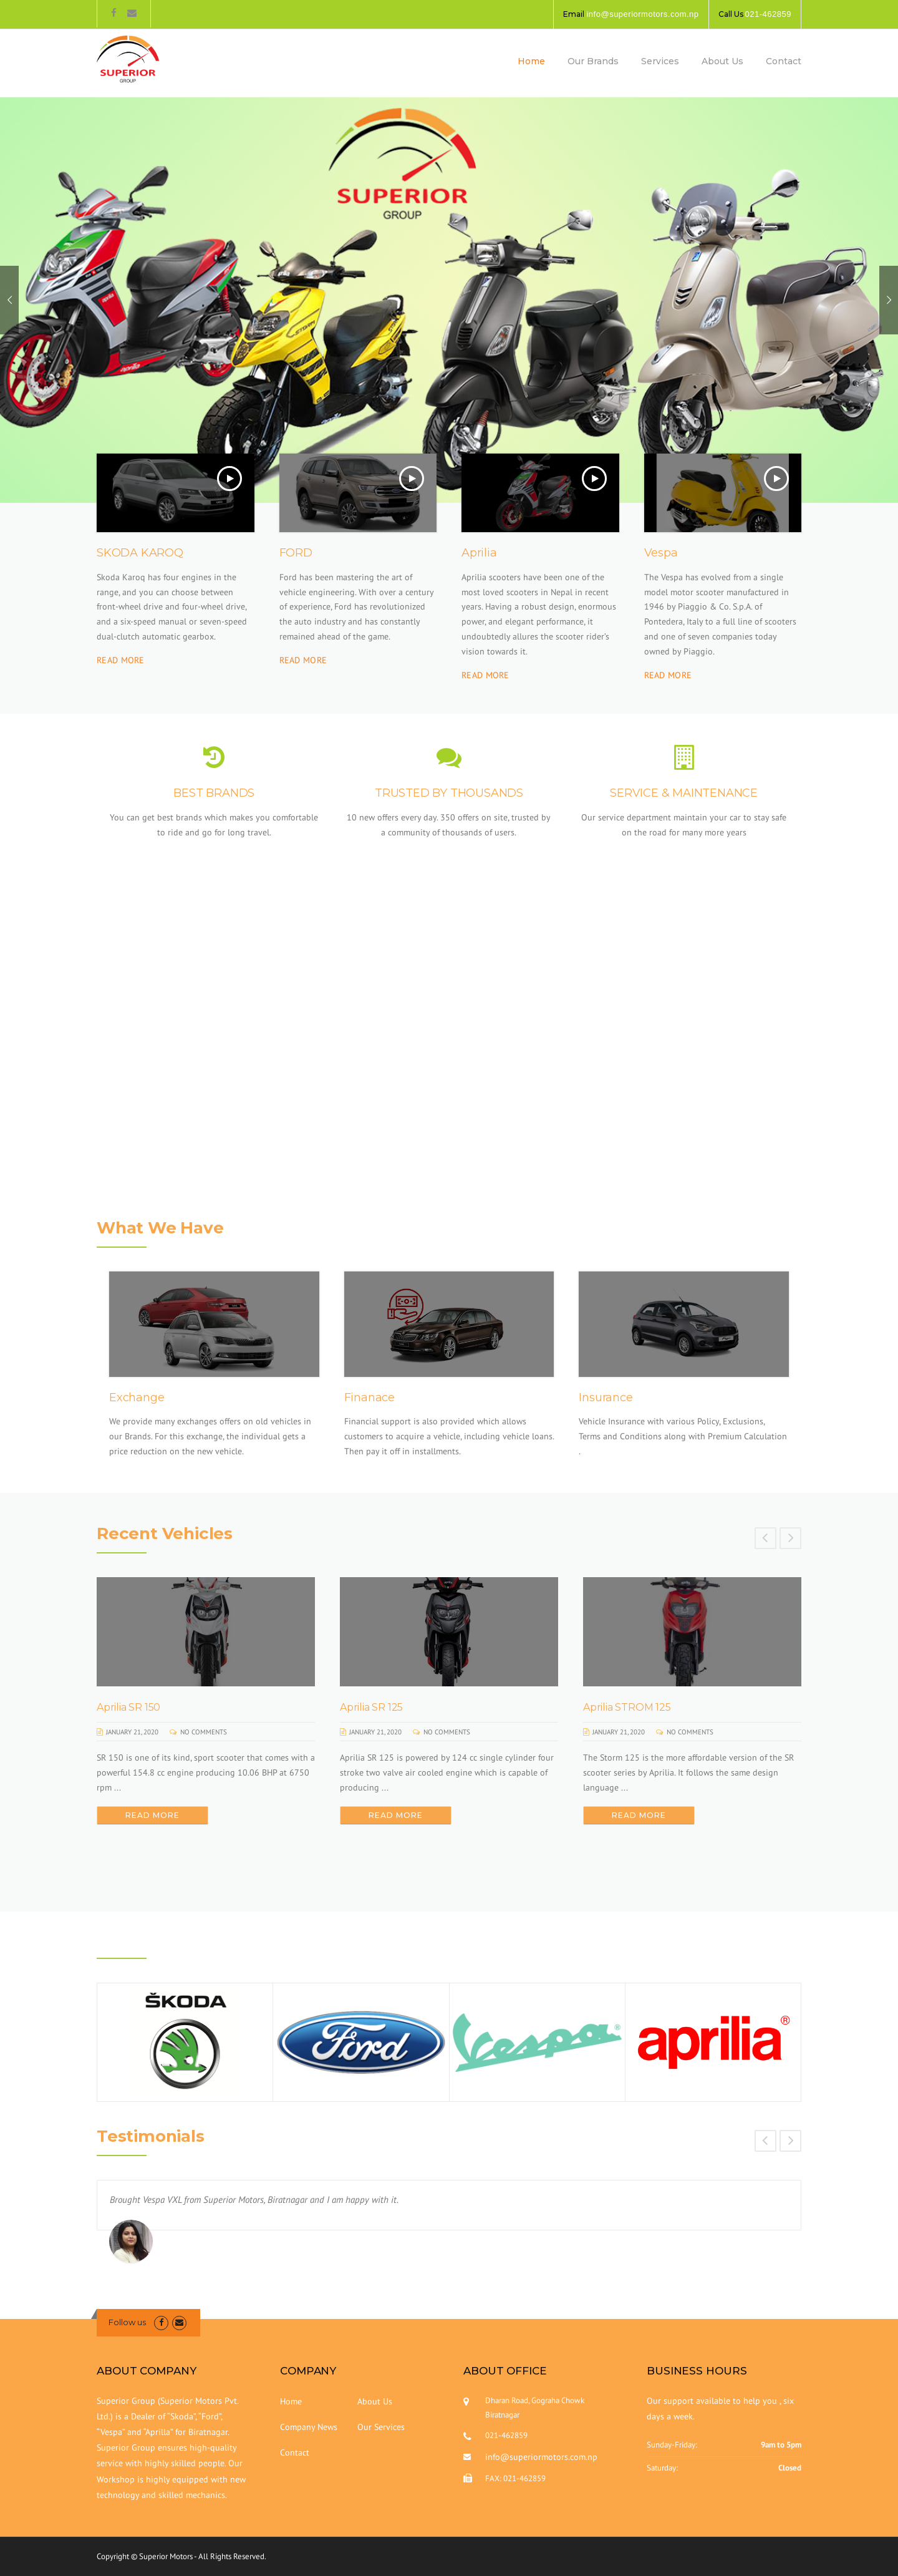 Email info@superiormotors.com.np
Call Us 021-462859
SUPERIOR
GROUP
Home
Our Brands
Services
About Us
Contact
SUPERIOR
GROUP
SKODA KAROQ
Skoda Karoq has four engines in the
range, and you can choose between
front-wheel drive and four-wheel drive,
and a six-speed manual or seven-speed
dual-clutch automatic gearbox.
READ MORE
FORD
Ford has been mastering the art of
vehicle engineering. With over a century
of experience, Ford has revolutionized
the auto industry and has constantly
remained ahead of the game.
READ MORE
Aprilia
Aprilia scooters have been one of the
most loved scooters in Nepal in recent
years. Having a robust design, enormous
power, and elegant performance, it
undoubtedly allures the scooter rider's
vision towards it.
READ MORE
Vespa
The Vespa has evolved from a single
model motor scooter manufactured in
1946 by Piaggio & Co. S.p.A. of
Pontedera, Italy to a full line of scooters
and one of seven companies today
owned by Piaggio.
READ MORE
BEST BRANDS
You can get best brands which makes you comfortable
to ride and go for long travel.
TRUSTED BY THOUSANDS
10 new offers every day. 350 offers on site, trusted by
a community of thousands of users.
SERVICE & MAINTENANCE
Our service department maintain your car to stay safe
on the road for many more years
What We Have
Exchange
We provide many exchanges offers on old vehicles in
our Brands. For this exchange, the individual gets a
price reduction on the new vehicle.
Finanace
Financial support is also provided which allows
customers to acquire a vehicle, including vehicle loans.
Then pay it off in installments.
Insurance
Vehicle Insurance with various Policy, Exclusions,
Terms and Conditions along with Premium Calculation
.
Recent Vehicles
Aprilia SR 150
JANUARY 21, 2020 NO COMMENTS
SR 150 is one of its kind, sport scooter that comes with a
powerful 154.8 cc engine producing 10.06 BHP at 6750
rpm ...
READ MORE
Aprilia SR 125
JANUARY 21, 2020 NO COMMENTS
Aprilia SR 125 is powered by 124 cc single cylinder four
stroke two valve air cooled engine which is capable of
producing ...
READ MORE
Aprilia STROM 125
JANUARY 21, 2020 NO COMMENTS
The Storm 125 is the more affordable version of the SR
scooter series by Aprilia. It follows the same design
language ...
READ MORE
ŠKODA
Ford
Vespa®
aprilia®
Testimonials
Brought Vespa VXL from Superior Motors, Biratnagar and I am happy with it.
Follow us
ABOUT COMPANY
Superior Group (Superior Motors Pvt.
Ltd.) is a Dealer of "Skoda", "Ford",
"Vespa" and "Aprilla" for Biratnagar.
Superior Group ensures high-quality
service with highly skilled people. Our
Workshop is highly equipped with new
technology and skilled mechanics.
COMPANY
Home
About Us
Company News
Our Services
Contact
ABOUT OFFICE
Dharan Road, Gograha Chowk
Biratnagar
021-462859
info@superiormotors.com.np
FAX: 021-462859
BUSINESS HOURS
Our support available to help you , six
days a week.
Sunday-Friday: 9am to 5pm
Saturday: Closed
Copyright © Superior Motors - All Rights Reserved.